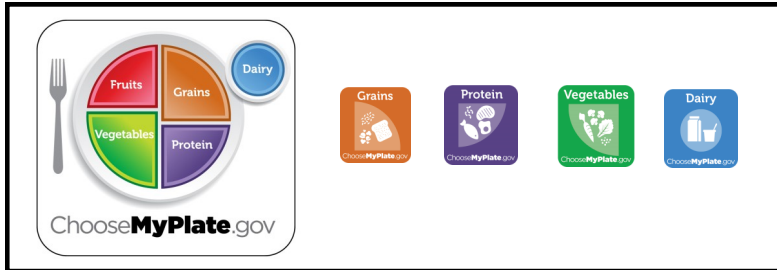 Fruits
Grains
Dairy
Vegetables
Protein
ChooseMyPlate.gov
Grains
ChooseMyPlate.gov
Protein
ChooseMyPlate.gov
Vegetables
ChooseMyPlate.gov
Dairy
ChooseMyPlate.gov